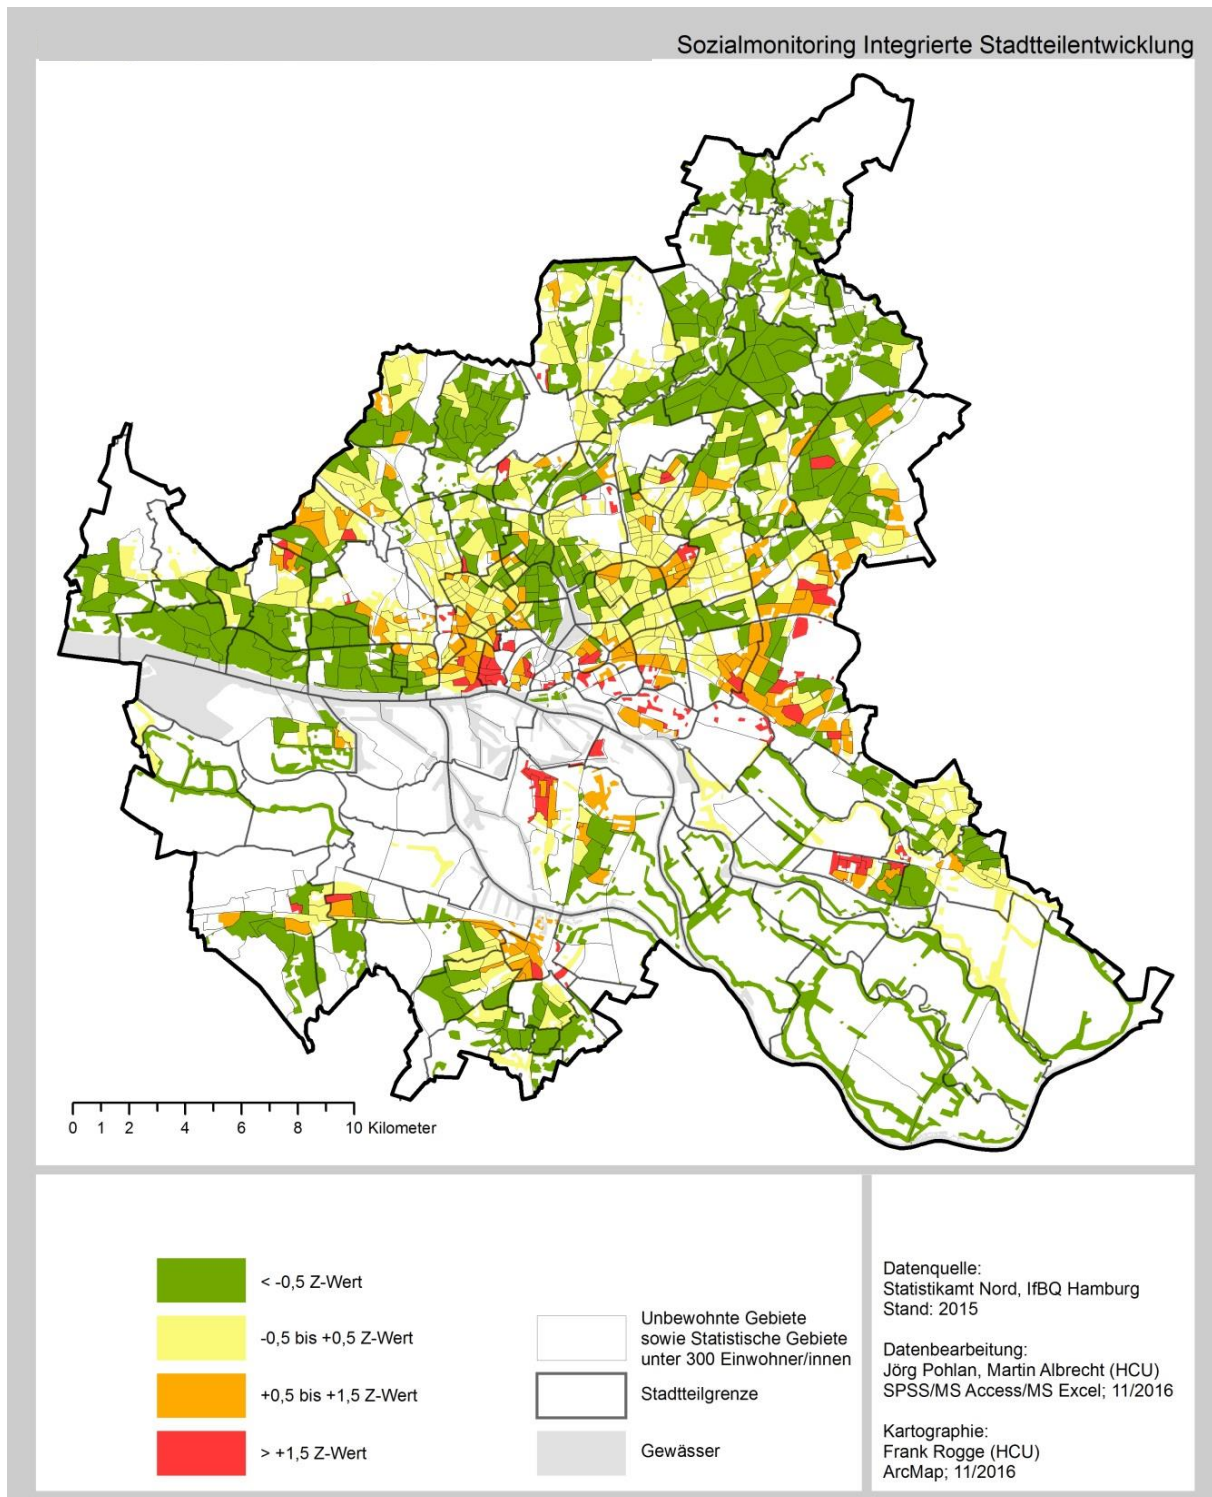 Sozialmonitoring Integrierte Stadtteilentwicklung
0 1 2 4 6 8 10 Kilometer
< -0,5 Z-Wert
-0,5 bis +0,5 Z-Wert
+0,5 bis +1,5 Z-Wert
> +1,5 Z-Wert
Unbewohnte Gebiete
sowie Statistische Gebiete
unter 300 Einwohner/innen
Stadtteilgrenze
Gewässer
Datenquelle:
Statistikamt Nord, IfBQ Hamburg
Stand: 2015
Datenbearbeitung:
Jörg Pohlan, Martin Albrecht (HCU)
SPSS/MS Access/MS Excel; 11/2016
Kartographie:
Frank Rogge (HCU)
ArcMap; 11/2016